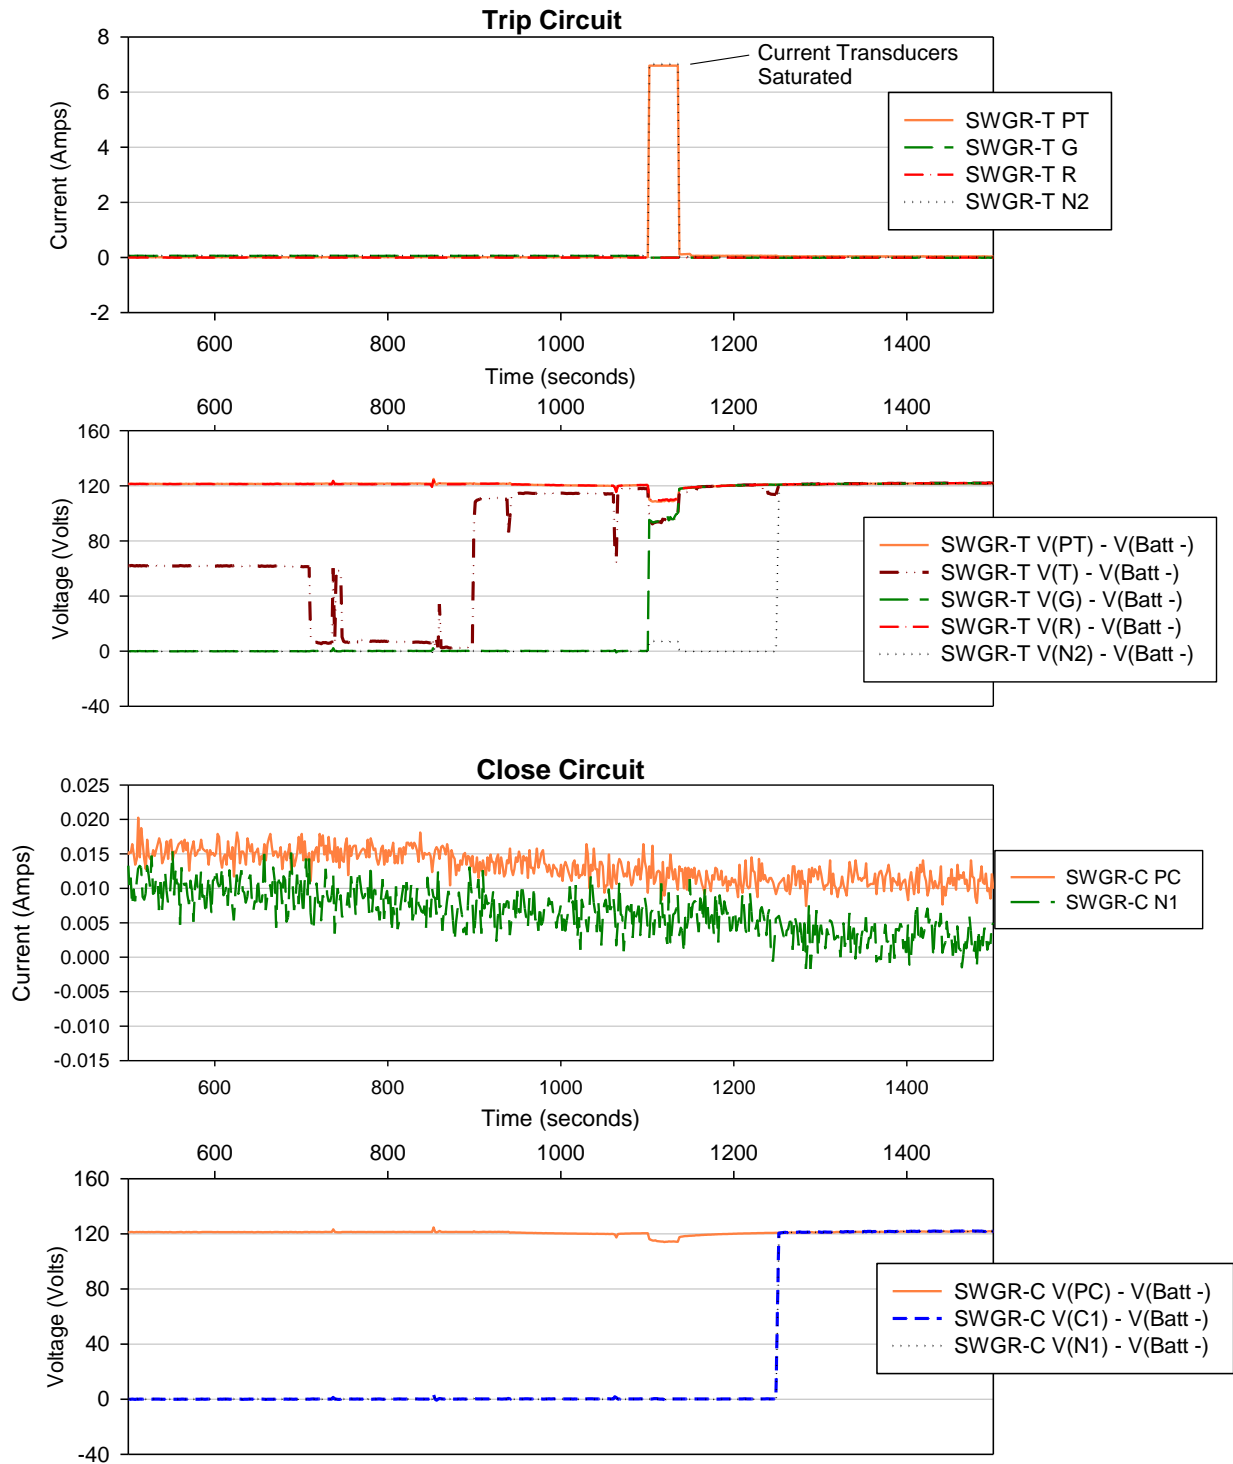 Trip Circuit
8
6
4
2
0
-2
Current (Amps)
Current Transducers
Saturated
SWGR-T PT
SWGR-T G
SWGR-T R
SWGR-T N2
600 800 1000 1200 1400
Time (seconds)
600 800 1000 1200 1400
160
120
80
40
0
-40
Voltage (Volts)
SWGR-T V(PT) - V(Batt -)
SWGR-T V(T) - V(Batt -)
SWGR-T V(G) - V(Batt -)
SWGR-T V(R) - V(Batt -)
SWGR-T V(N2) - V(Batt -)
Close Circuit
0.025
0.020
0.015
0.010
0.005
0.000
-0.005
-0.010
-0.015
Current (Amps)
SWGR-C PC
SWGR-C N1
600 800 1000 1200 1400
Time (seconds)
600 800 1000 1200 1400
160
120
80
40
0
-40
Voltage (Volts)
SWGR-C V(PC) - V(Batt -)
SWGR-C V(C1) - V(Batt -)
SWGR-C V(N1) - V(Batt -)